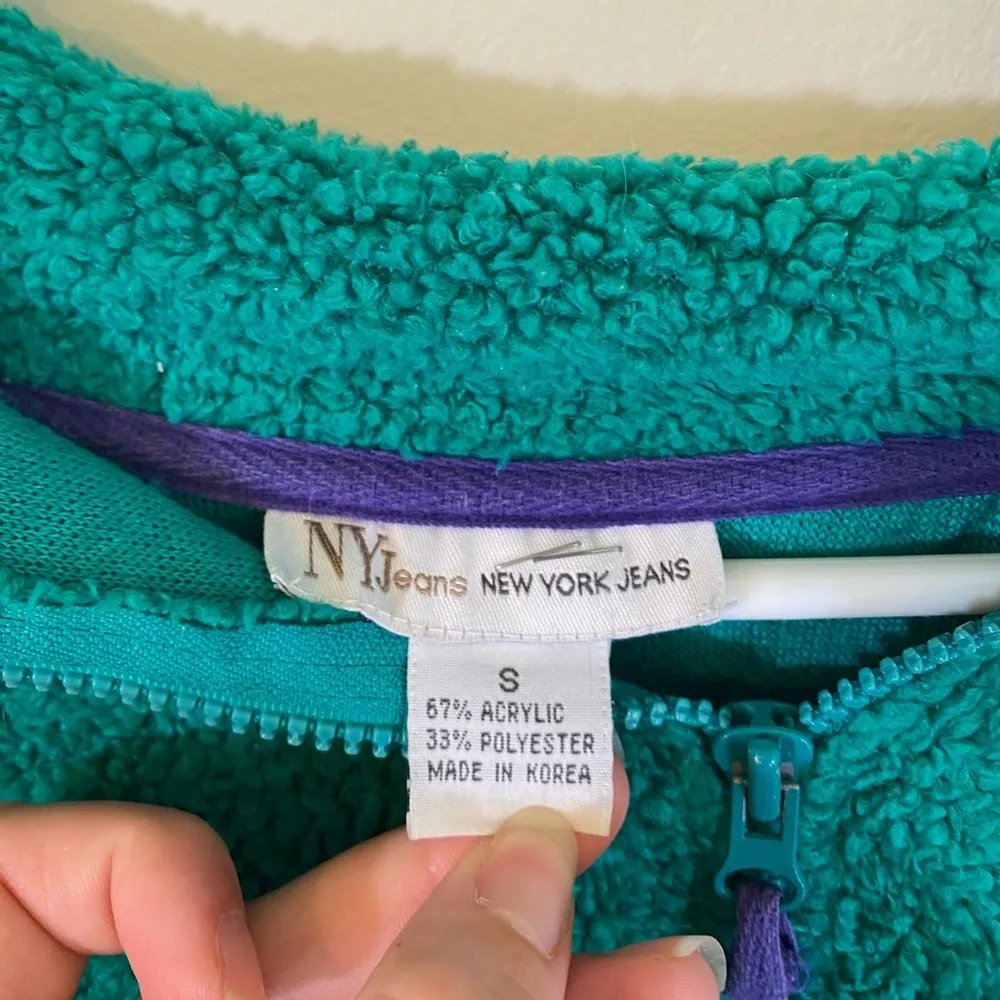 NYJeans NEW YORK JEANS
S
67% ACRYLIC
33% POLYESTER
MADE IN KOREA